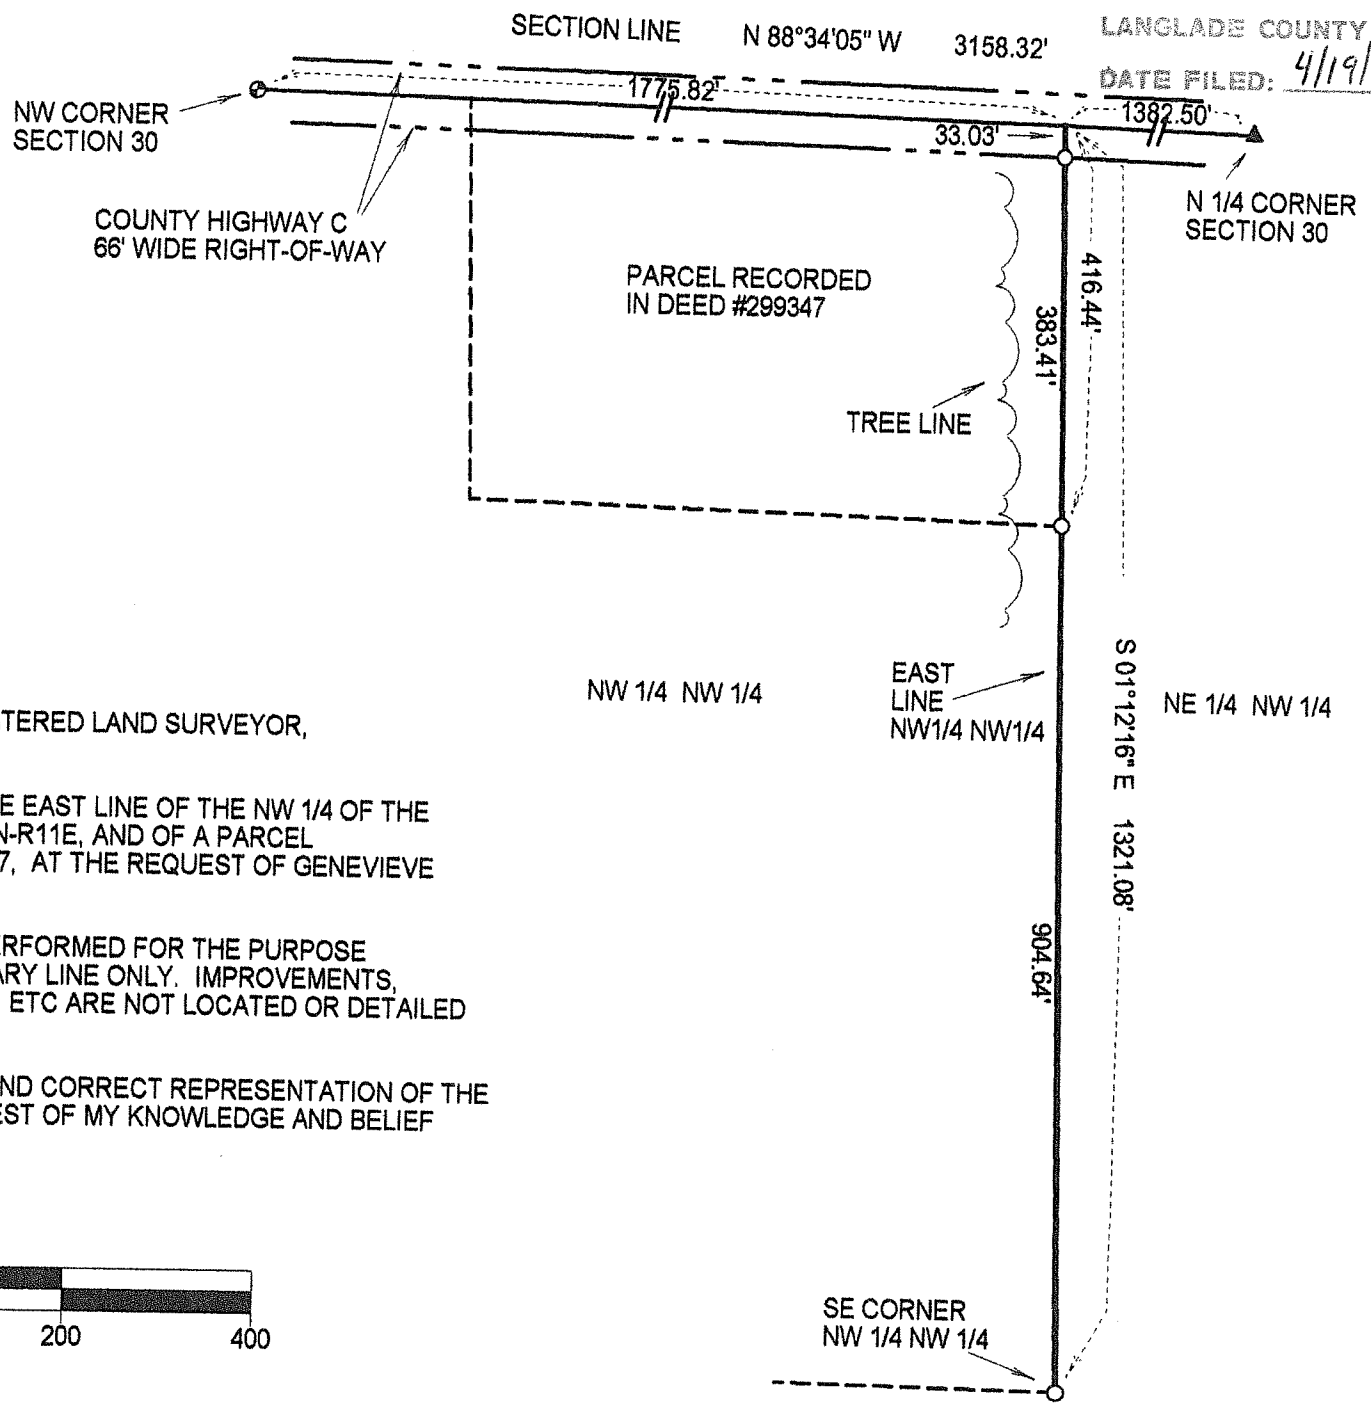 SECTION LINE N 88°34'05" W 3158.32'
LANGLADE COUNTY
DATE FILED: 4/19/
NW CORNER
SECTION 30
1775.82'
1382.50'
33.03'
N 1/4 CORNER
SECTION 30
COUNTY HIGHWAY C
66' WIDE RIGHT-OF-WAY
PARCEL RECORDED
IN DEED #299347
416.44'
383.41'
TREE LINE
NW 1/4 NW 1/4
EAST
LINE
NW1/4 NW1/4
S 01°12'16" E 1321.08'
NE 1/4 NW 1/4
TERED LAND SURVEYOR,
E EAST LINE OF THE NW 1/4 OF THE
N-R11E, AND OF A PARCEL
7, AT THE REQUEST OF GENEVIEVE
ERFORMED FOR THE PURPOSE
ARY LINE ONLY. IMPROVEMENTS,
ETC ARE NOT LOCATED OR DETAILED
904.64'
ND CORRECT REPRESENTATION OF THE
EST OF MY KNOWLEDGE AND BELIEF
200 400
SE CORNER
NW 1/4 NW 1/4